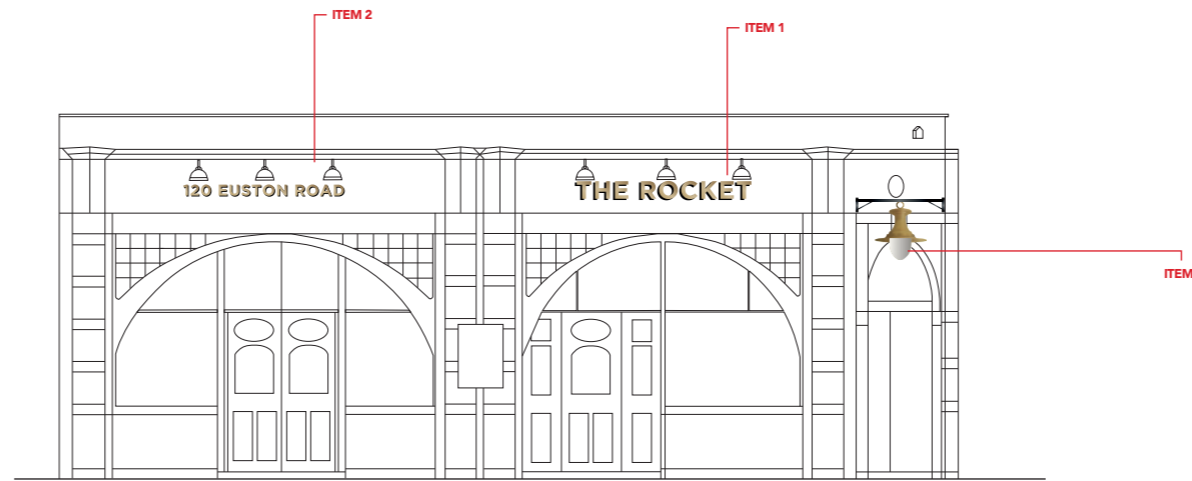 ITEM 2
ITEM 1
120 EUSTON ROAD
THE ROCKET
ITEM